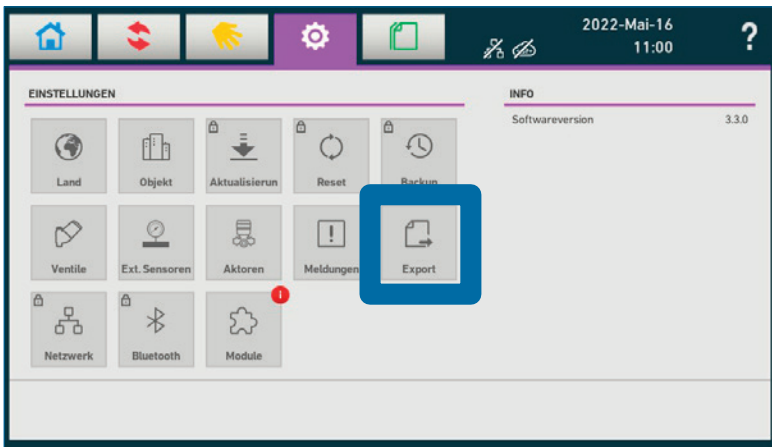 2022-Mai-16
11:00
?
EINSTELLUNGEN
INFO
Softwareversion 3.3.0
Land Objekt Aktualisierun Reset Backup
Ventile Ext. Sensoren Aktoren Meldungen Export
Netzwerk Bluetooth Module